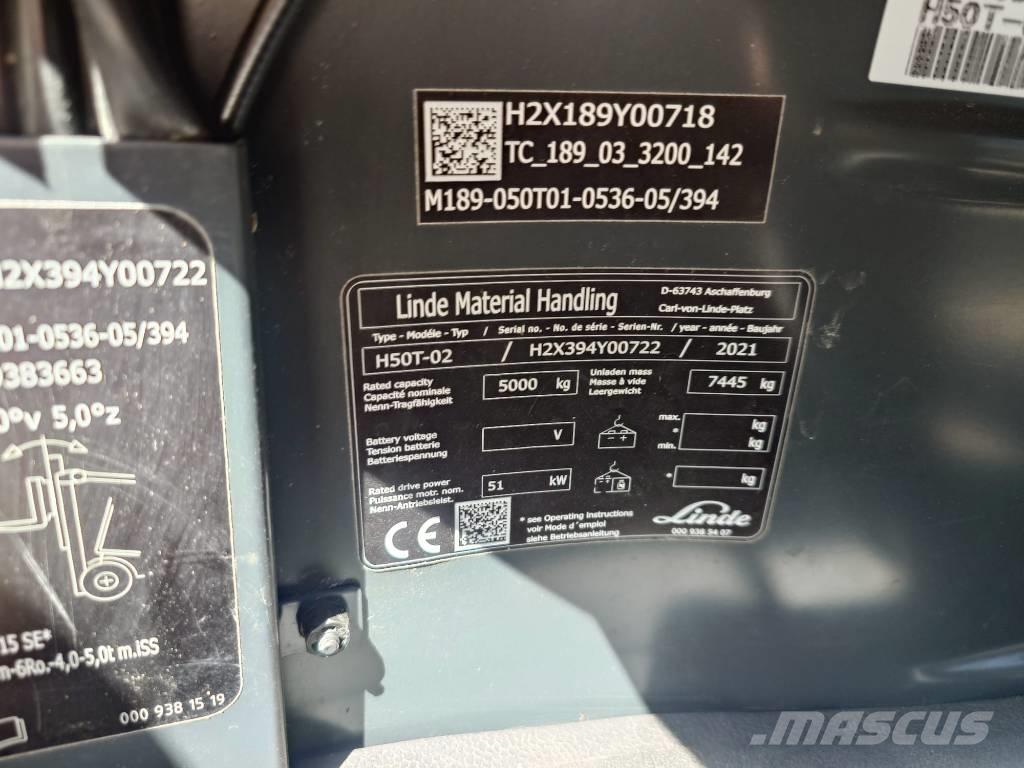 H50T-
H2X189Y00718
TC_189_03_3200_142
M189-050T01-0536-05/394
2X394Y00722
01-0536-05/394
383663
0°v 5,0°z
15 SE*
n-6Ro.-4,0-5,0t m.iSS
000 938 15 19
Linde Material Handling
D-63743 Aschaffenburg
Carl-von-Linde-Platz
Type - Modéle - Typ / Serial no. - No. de série - Serien-Nr. / year - année - Baujahr
H50T-02 / H2X394Y00722 / 2021
Rated capacity
Capacité nominale
Nenn-Tragfähigkeit
5000 kg
Unladen mass
Masse à vide
Leergewicht
7445 kg
Battery voltage
Tension batterie
Batteriespannung
V
max. kg
*
min. kg
Rated drive power
Puissance motr. nom.
Nenn-Antriebsleist.
51 kW
* kg
CE
* see Operating Instructions
voir Mode d'emploi
siehe Betriebsanleitung
Linde
000 938 54 07
MASCUS